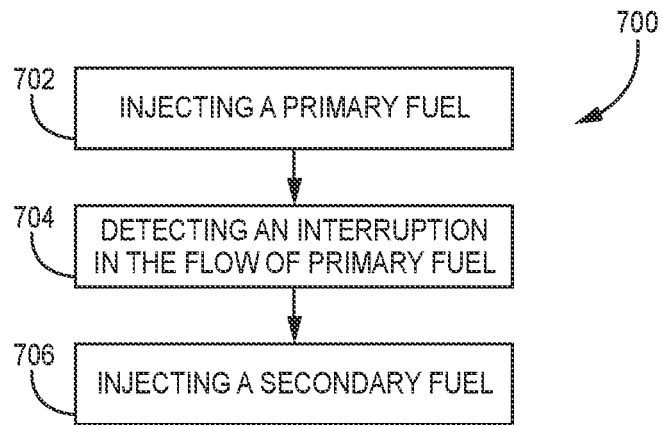 700
702
INJECTING A PRIMARY FUEL
704
DETECTING AN INTERRUPTION
IN THE FLOW OF PRIMARY FUEL
706
INJECTING A SECONDARY FUEL